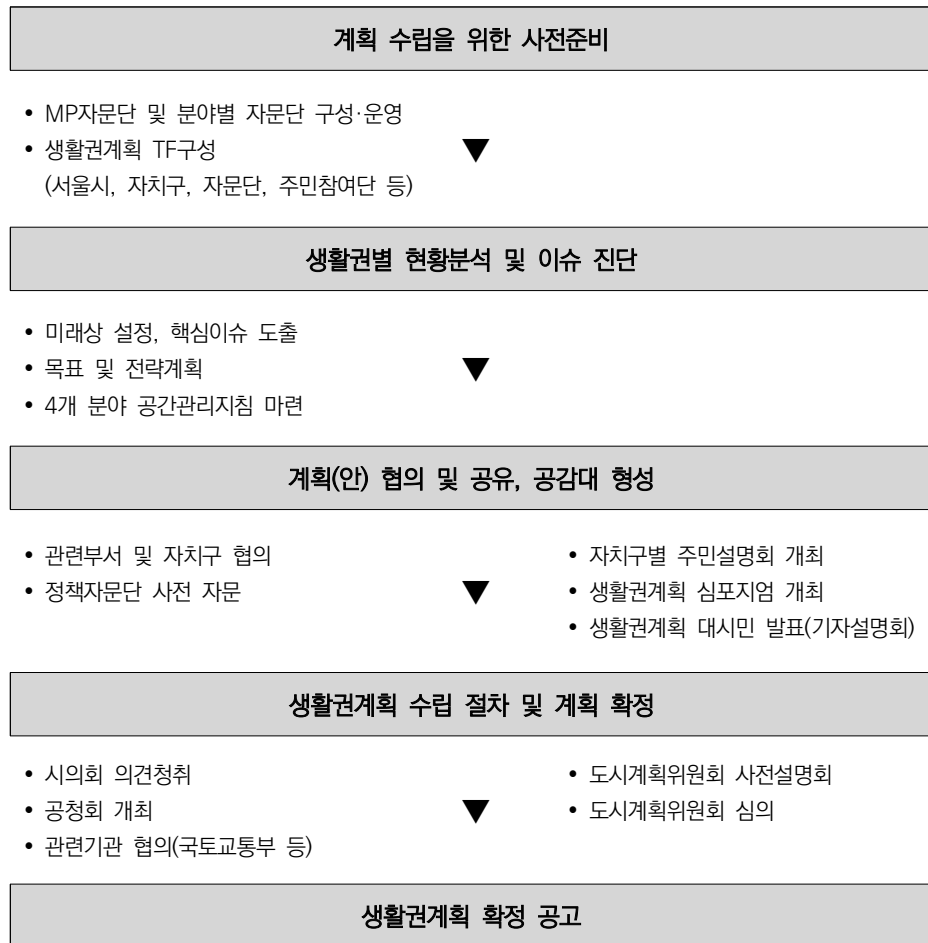 계획 수립을 위한 사전준비
• MP자문단 및 분야별 자문단 구성·운영
• 생활권계획 TF구성
(서울시, 자치구, 자문단, 주민참여단 등)
▼
생활권별 현황분석 및 이슈 진단
• 미래상 설정, 핵심이슈 도출
• 목표 및 전략계획
• 4개 분야 공간관리지침 마련
▼
계획(안) 협의 및 공유, 공감대 형성
• 관련부서 및 자치구 협의
• 정책자문단 사전 자문
▼
• 자치구별 주민설명회 개최
• 생활권계획 심포지엄 개최
• 생활권계획 대시민 발표(기자설명회)
생활권계획 수립 절차 및 계획 확정
• 시의회 의견청취
• 공청회 개최
• 관련기관 협의(국토교통부 등)
▼
• 도시계획위원회 사전설명회
• 도시계획위원회 심의
생활권계획 확정 공고